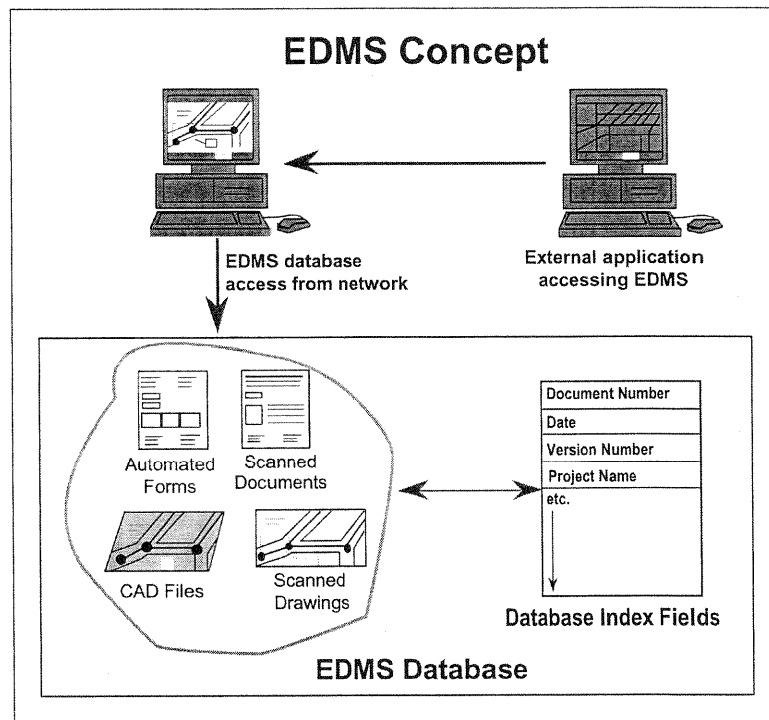 EDMS Concept
EDMS database
access from network
External application
accessing EDMS
Automated
Forms
Scanned
Documents
CAD Files
Scanned
Drawings
Document Number
Date
Version Number
Project Name
etc.
Database Index Fields
EDMS Database